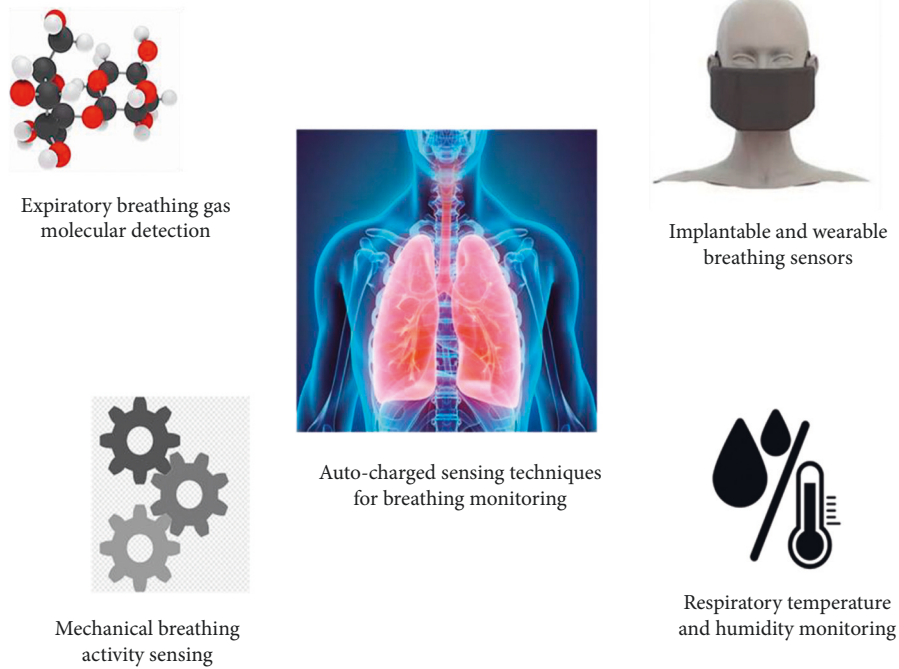 Expiratory breathing gas
molecular detection
Implantable and wearable
breathing sensors
Auto-charged sensing techniques
for breathing monitoring
Mechanical breathing
activity sensing
Respiratory temperature
and humidity monitoring